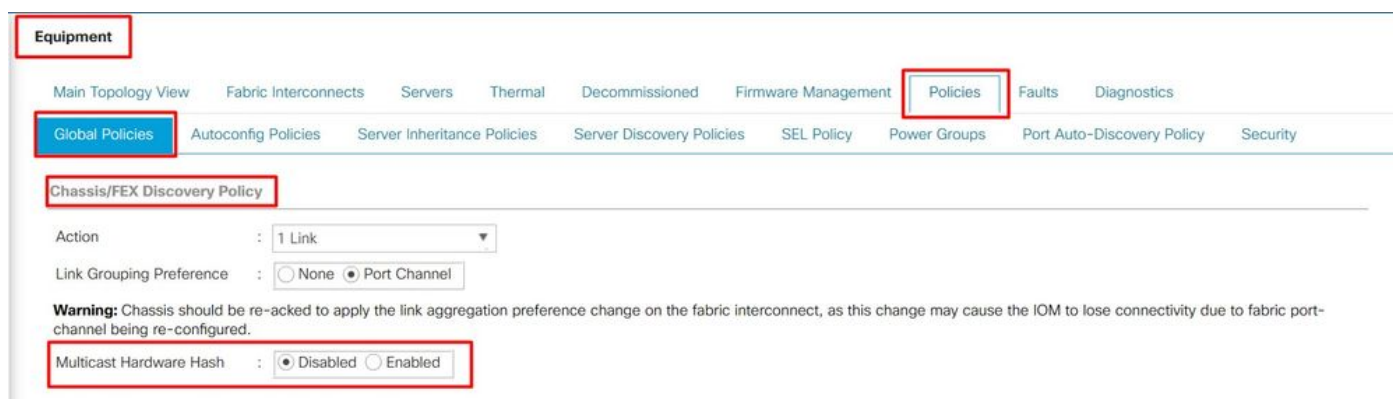 Equipment
Main Topology View Fabric Interconnects Servers Thermal Decommissioned Firmware Management Policies Faults Diagnostics
Global Policies Autoconfig Policies Server Inheritance Policies Server Discovery Policies SEL Policy Power Groups Port Auto-Discovery Policy Security
Chassis/FEX Discovery Policy
Action : 1 Link
Link Grouping Preference : None Port Channel
Warning: Chassis should be re-acked to apply the link aggregation preference change on the fabric interconnect, as this change may cause the IOM to lose connectivity due to fabric port-
channel being re-configured.
Multicast Hardware Hash : Disabled Enabled